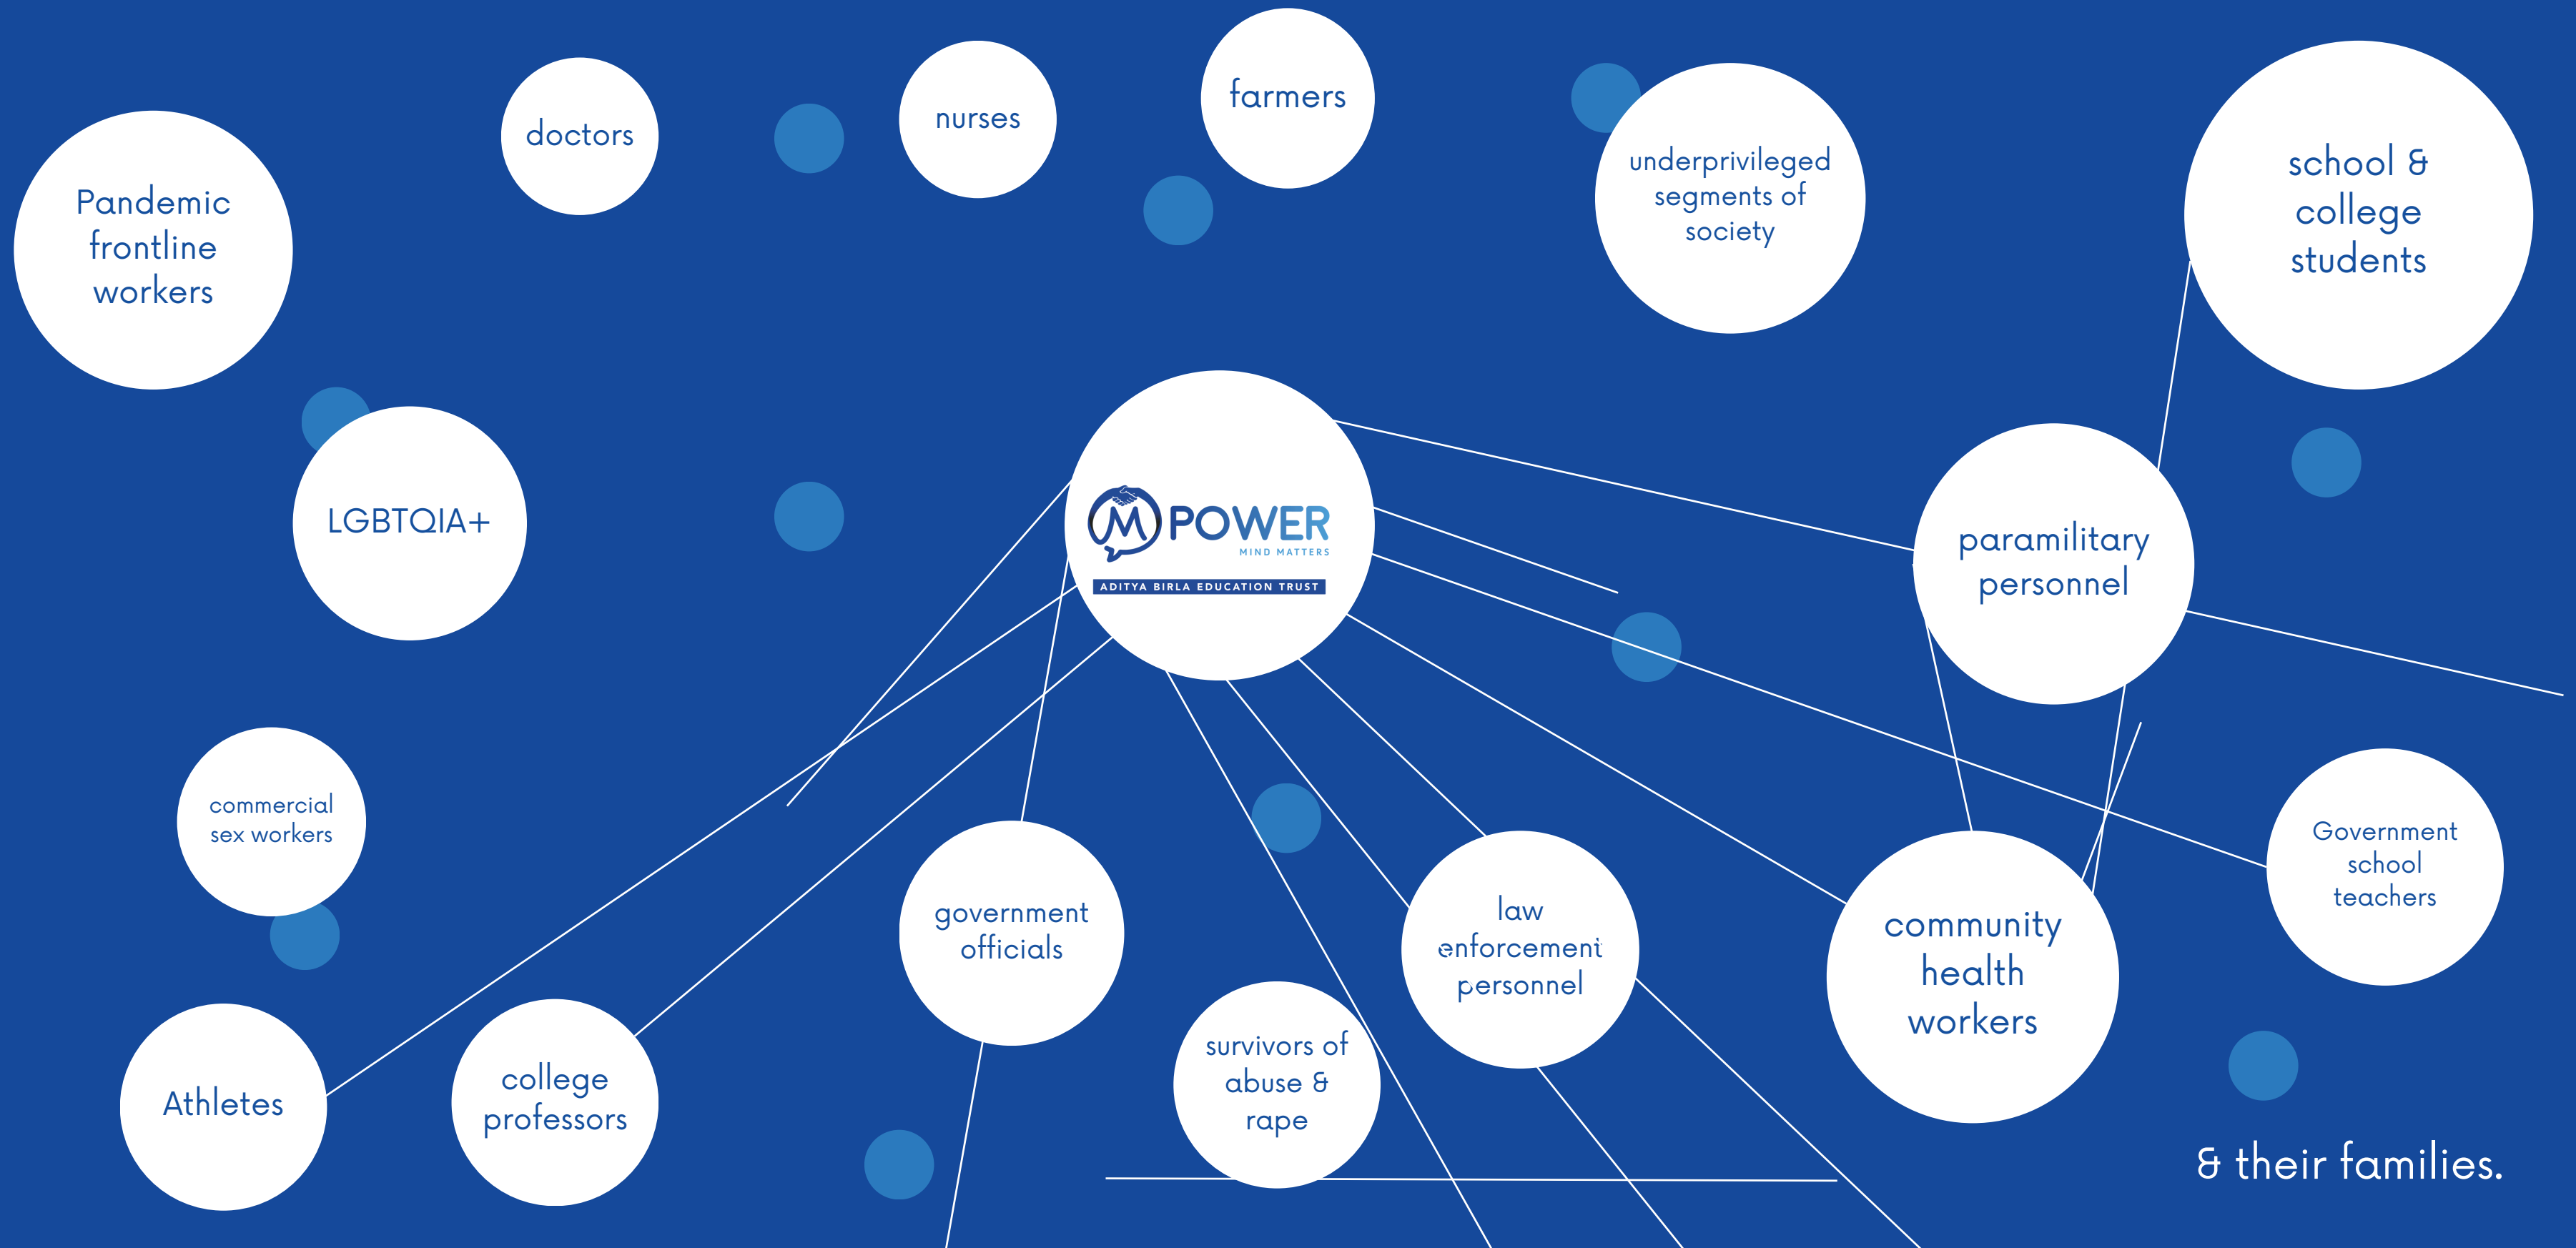 Pandemic
frontline
workers
doctors
nurses
farmers
underprivileged
segments of
society
school &
college
students
LGBTQIA+
M POWER
MIND MATTERS
ADITYA BIRLA EDUCATION TRUST
paramilitary
personnel
commercial
sex workers
government
officials
law
enforcement
personnel
community
health
workers
Government
school
teachers
Athletes
college
professors
survivors of
abuse &
rape
& their families.